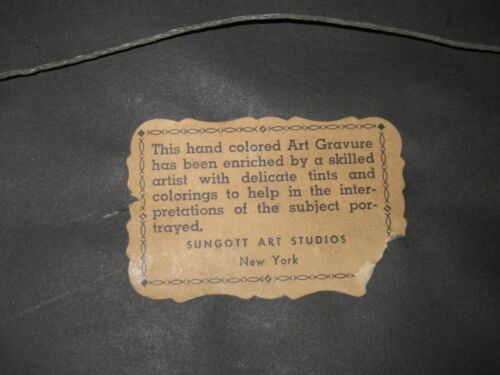 This hand colored Art Gravure
has been enriched by a skilled
artist with delicate tints and
colorings to help in the inter-
pretations of the subject por-
trayed.
SUNGOTT ART STUDIOS
New York